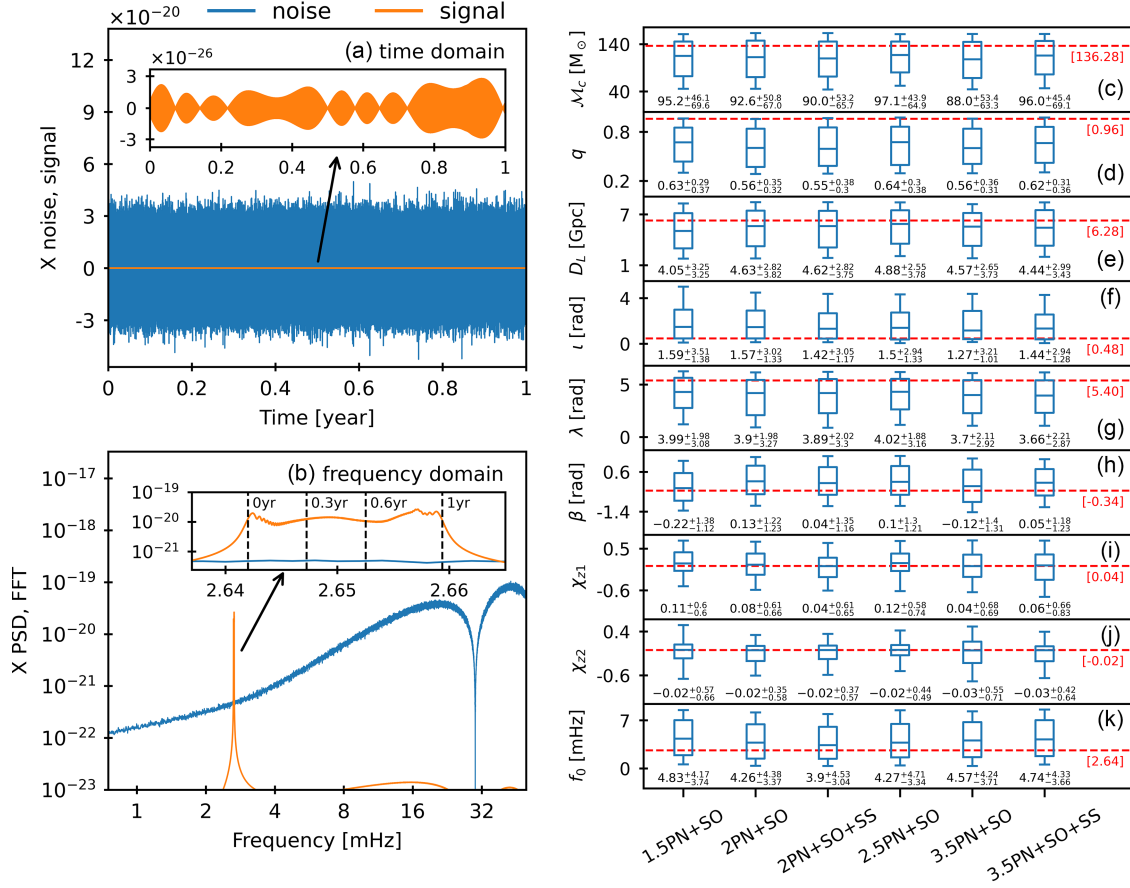 ×10⁻²⁰
noise
signal
12
9
6
3
0
-3
X noise, signal
(a) time domain
×10⁻²⁶
3
0
-3
0 0.2 0.4 0.6 0.8 1
0 0.2 0.4 0.6 0.8 1
Time [year]
10⁻¹⁷
10⁻¹⁸
10⁻¹⁹
10⁻²⁰
10⁻²¹
10⁻²²
10⁻²³
X PSD, FFT
(b) frequency domain
10⁻¹⁹
10⁻²⁰
10⁻²¹
0yr 0.3yr 0.6yr 1yr
2.64 2.65 2.66
1 2 4 8 16 32
Frequency [mHz]
ℳ_c [M_⊙]
140
40
[136.28]
(c)
95.2^{+46.1}_{−69.6} 92.6^{+50.8}_{−67.0} 90.0^{+53.2}_{−65.7} 97.1^{+43.9}_{−64.9} 88.0^{+53.4}_{−63.3} 96.0^{+45.4}_{−69.1}
q
0.8
0.2
[0.96]
(d)
0.63^{+0.29}_{−0.37} 0.56^{+0.35}_{−0.32} 0.55^{+0.38}_{−0.3} 0.64^{+0.3}_{−0.38} 0.56^{+0.36}_{−0.31} 0.62^{+0.31}_{−0.36}
D_L [Gpc]
7
1
[6.28]
(e)
4.05^{+3.25}_{−3.25} 4.63^{+2.82}_{−3.82} 4.62^{+2.82}_{−3.75} 4.88^{+2.55}_{−3.78} 4.57^{+2.65}_{−3.73} 4.44^{+2.99}_{−3.43}
ι [rad]
4
0
(f)
[0.48]
1.59^{+3.51}_{−1.38} 1.57^{+3.02}_{−1.33} 1.42^{+3.05}_{−1.17} 1.5^{+2.94}_{−1.33} 1.27^{+3.21}_{−1.01} 1.44^{+2.94}_{−1.28}
λ [rad]
5
0
[5.40]
(g)
3.99^{+1.98}_{−3.08} 3.9^{+1.98}_{−3.27} 3.89^{+2.02}_{−3.3} 4.02^{+1.88}_{−3.16} 3.7^{+2.11}_{−2.92} 3.66^{+2.21}_{−2.87}
β [rad]
0.6
-1.4
(h)
[-0.34]
−0.22^{+1.38}_{−1.12} 0.13^{+1.22}_{−1.23} 0.04^{+1.35}_{−1.16} 0.1^{+1.3}_{−1.21} −0.12^{+1.4}_{−1.31} 0.05^{+1.18}_{−1.23}
χ_{z1}
0.5
-0.6
(i)
[0.04]
0.11^{+0.6}_{−0.6} 0.08^{+0.61}_{−0.66} 0.04^{+0.61}_{−0.65} 0.12^{+0.58}_{−0.74} 0.04^{+0.68}_{−0.69} 0.06^{+0.66}_{−0.83}
χ_{z2}
0.4
-0.6
(j)
[-0.02]
−0.02^{+0.57}_{−0.66} −0.02^{+0.35}_{−0.58} −0.02^{+0.37}_{−0.57} −0.02^{+0.44}_{−0.49} −0.03^{+0.55}_{−0.71} −0.03^{+0.42}_{−0.64}
f_0 [mHz]
7
0
(k)
[2.64]
4.83^{+4.17}_{−3.74} 4.26^{+4.38}_{−3.37} 3.9^{+4.53}_{−3.04} 4.27^{+4.71}_{−3.34} 4.57^{+4.24}_{−3.71} 4.74^{+4.33}_{−3.66}
1.5PN+SO
2PN+SO
2PN+SO+SS
2.5PN+SO
3.5PN+SO
3.5PN+SO+SS